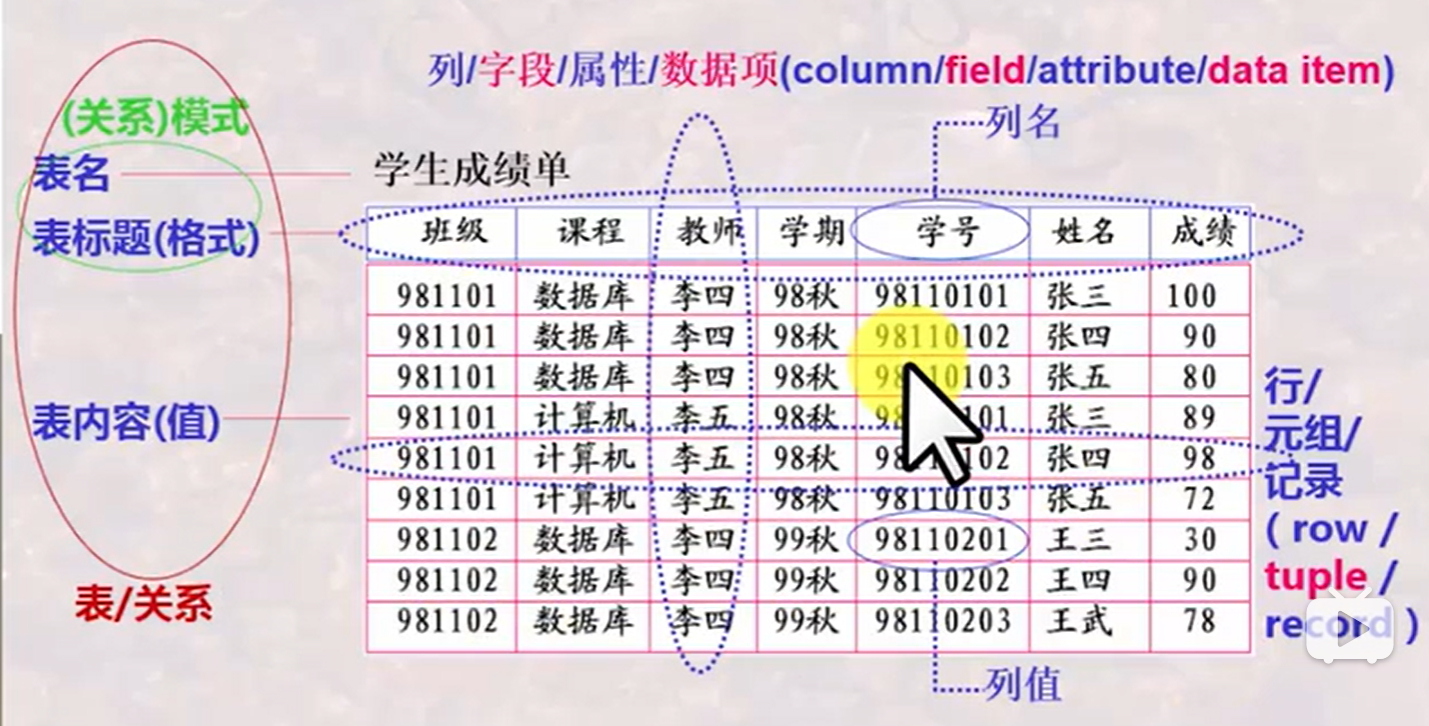 列/字段/属性/数据项(column/field/attribute/data item)
(关系)模式
列名
表名
学生成绩单
表标题(格式)
班级 课程 教师 学期 学号 姓名 成绩
981101 数据库 李四 98秋 98110101 张三 100
981101 数据库 李四 98秋 98110102 张四 90
981101 数据库 李四 98秋 98110103 张五 80
981101 计算机 李五 98秋 98 101 张三 89
981101 计算机 李五 98秋 98 102 张四 98
981101 计算机 李五 98秋 98110103 张五 72
981102 数据库 李四 99秋 98110201 王三 30
981102 数据库 李四 99秋 98110202 王四 90
981102 数据库 李四 99秋 98110203 王武 78
表内容(值)
行/
元组/
记录
( row /
tuple /
record )
表/关系
列值